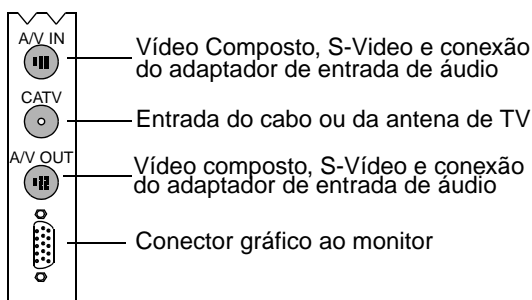 A/V IN
Vídeo Composto, S-Video e conexão
do adaptador de entrada de áudio
CATV
Entrada do cabo ou da antena de TV
A/V OUT
Vídeo composto, S-Vídeo e conexão
do adaptador de entrada de áudio
Conector gráfico ao monitor